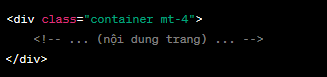 <div class="container mt-4">
    <!-- ... (nội dung trang) ... -->
</div>